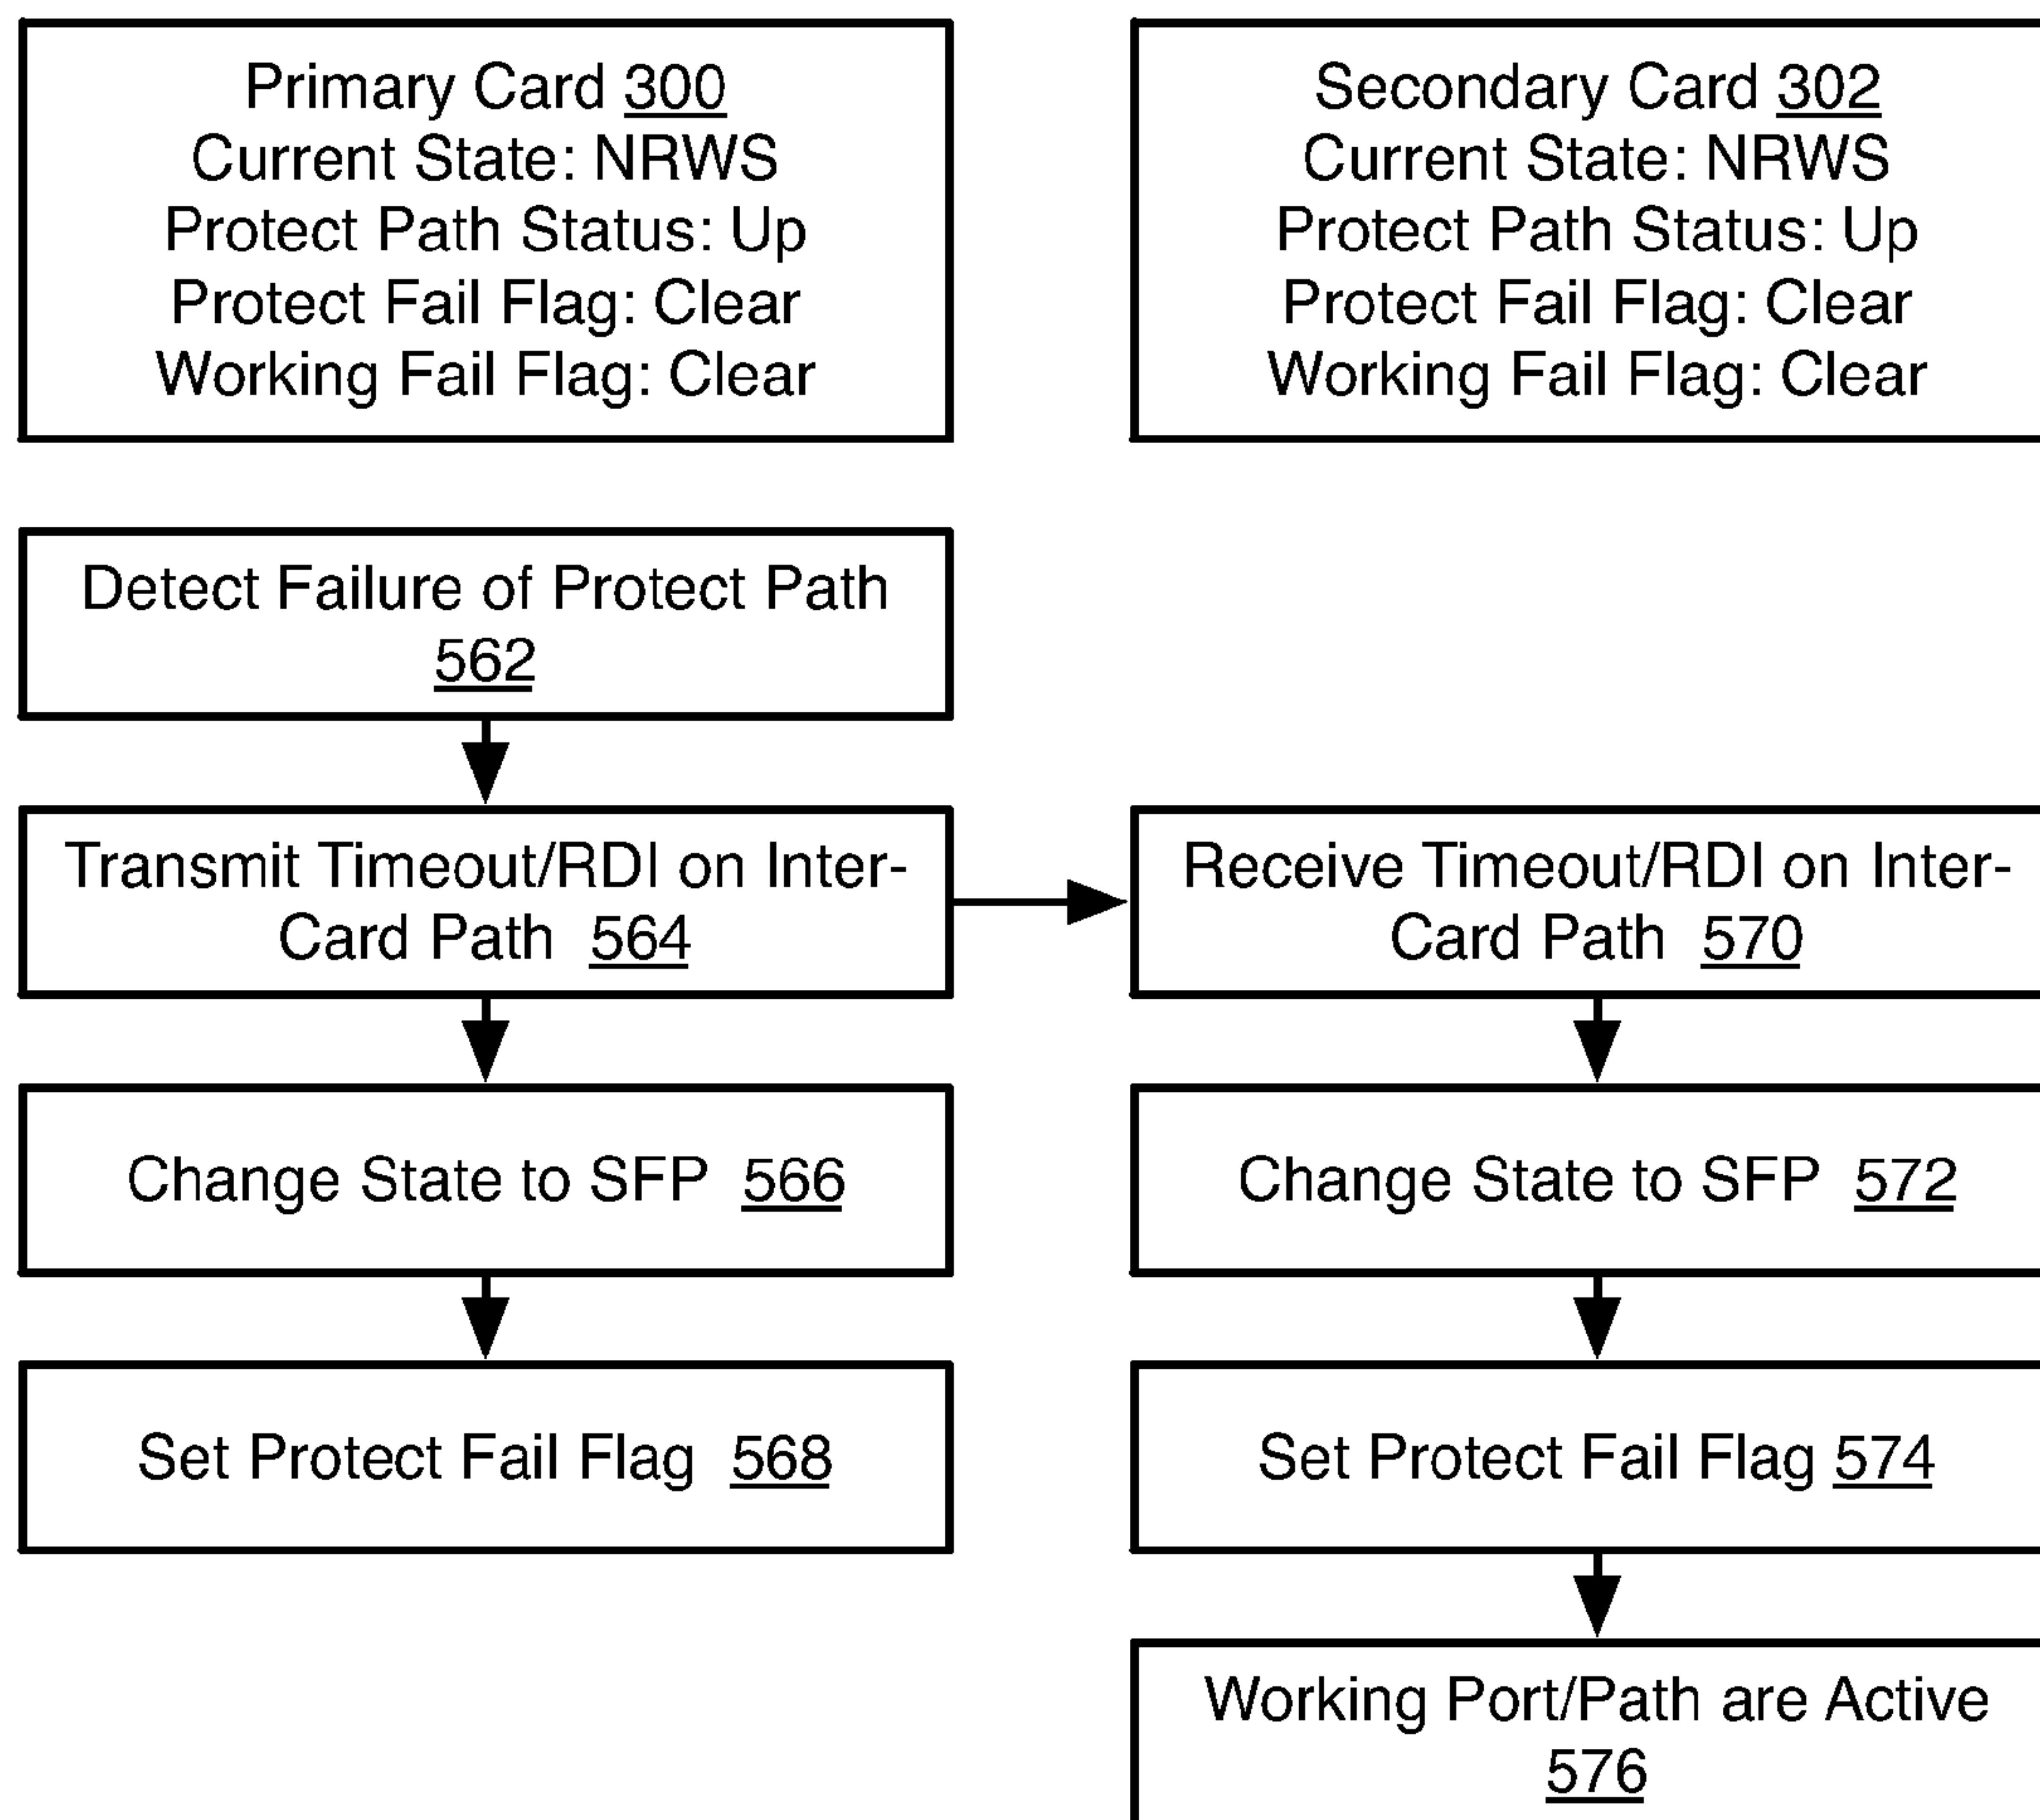 Primary Card 300
Current State: NRWS
Protect Path Status: Up
Protect Fail Flag: Clear
Working Fail Flag: Clear
Secondary Card 302
Current State: NRWS
Protect Path Status: Up
Protect Fail Flag: Clear
Working Fail Flag: Clear
Detect Failure of Protect Path
562
Transmit Timeout/RDI on Inter-
Card Path 564
Receive Timeout/RDI on Inter-
Card Path 570
Change State to SFP 566
Change State to SFP 572
Set Protect Fail Flag 568
Set Protect Fail Flag 574
Working Port/Path are Active
576